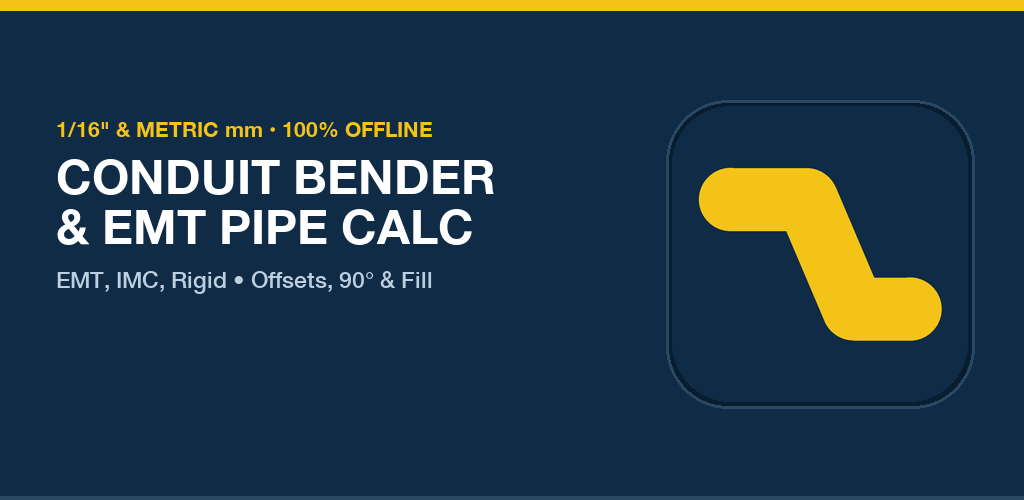 1/16" & METRIC mm • 100% OFFLINE
CONDUIT BENDER
& EMT PIPE CALC
EMT, IMC, Rigid • Offsets, 90° & Fill